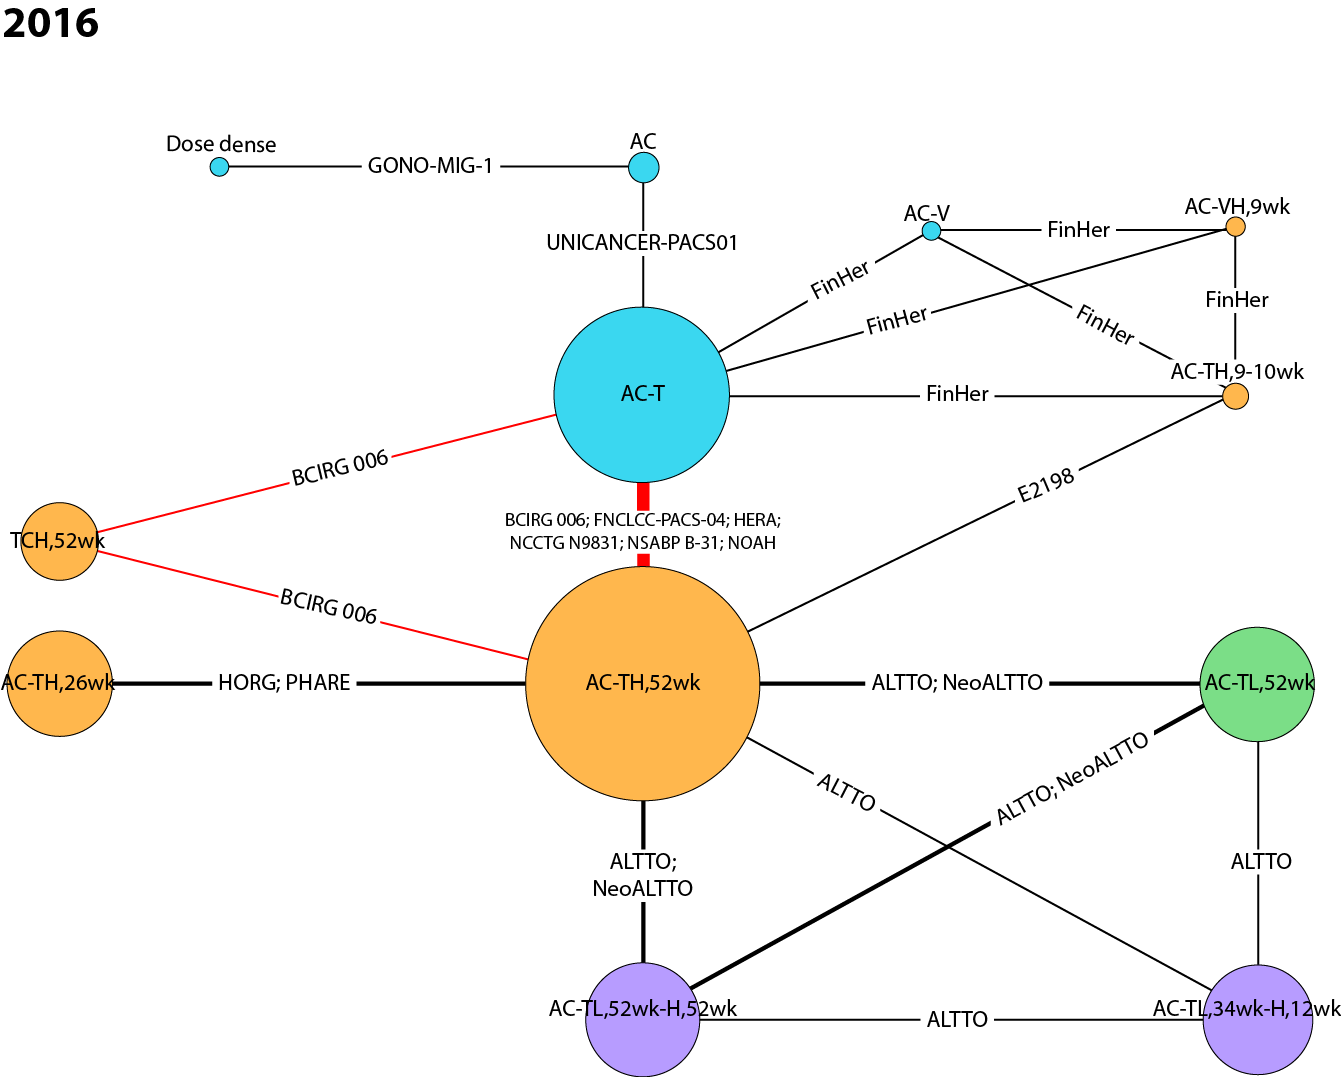 2016
Dose dense
GONO-MIG-1
AC
UNICANCER-PACS01
AC-V
FinHer
AC-VH,9wk
FinHer
FinHer
FinHer
FinHer
AC-TH,9-10wk
AC-T
FinHer
BCIRG 006
E2198
BCIRG 006; FNCLCC-PACS-04; HERA;
NCCTG N9831; NSABP B-31; NOAH
TCH,52wk
BCIRG 006
AC-TH,26wk
HORG; PHARE
AC-TH,52wk
ALTTO; NeoALTTO
AC-TL,52wk
ALTTO
ALTTO; NeoALTTO
ALTTO;
NeoALTTO
ALTTO
AC-TL,52wk-H,52wk
ALTTO
AC-TL,34wk-H,12wk